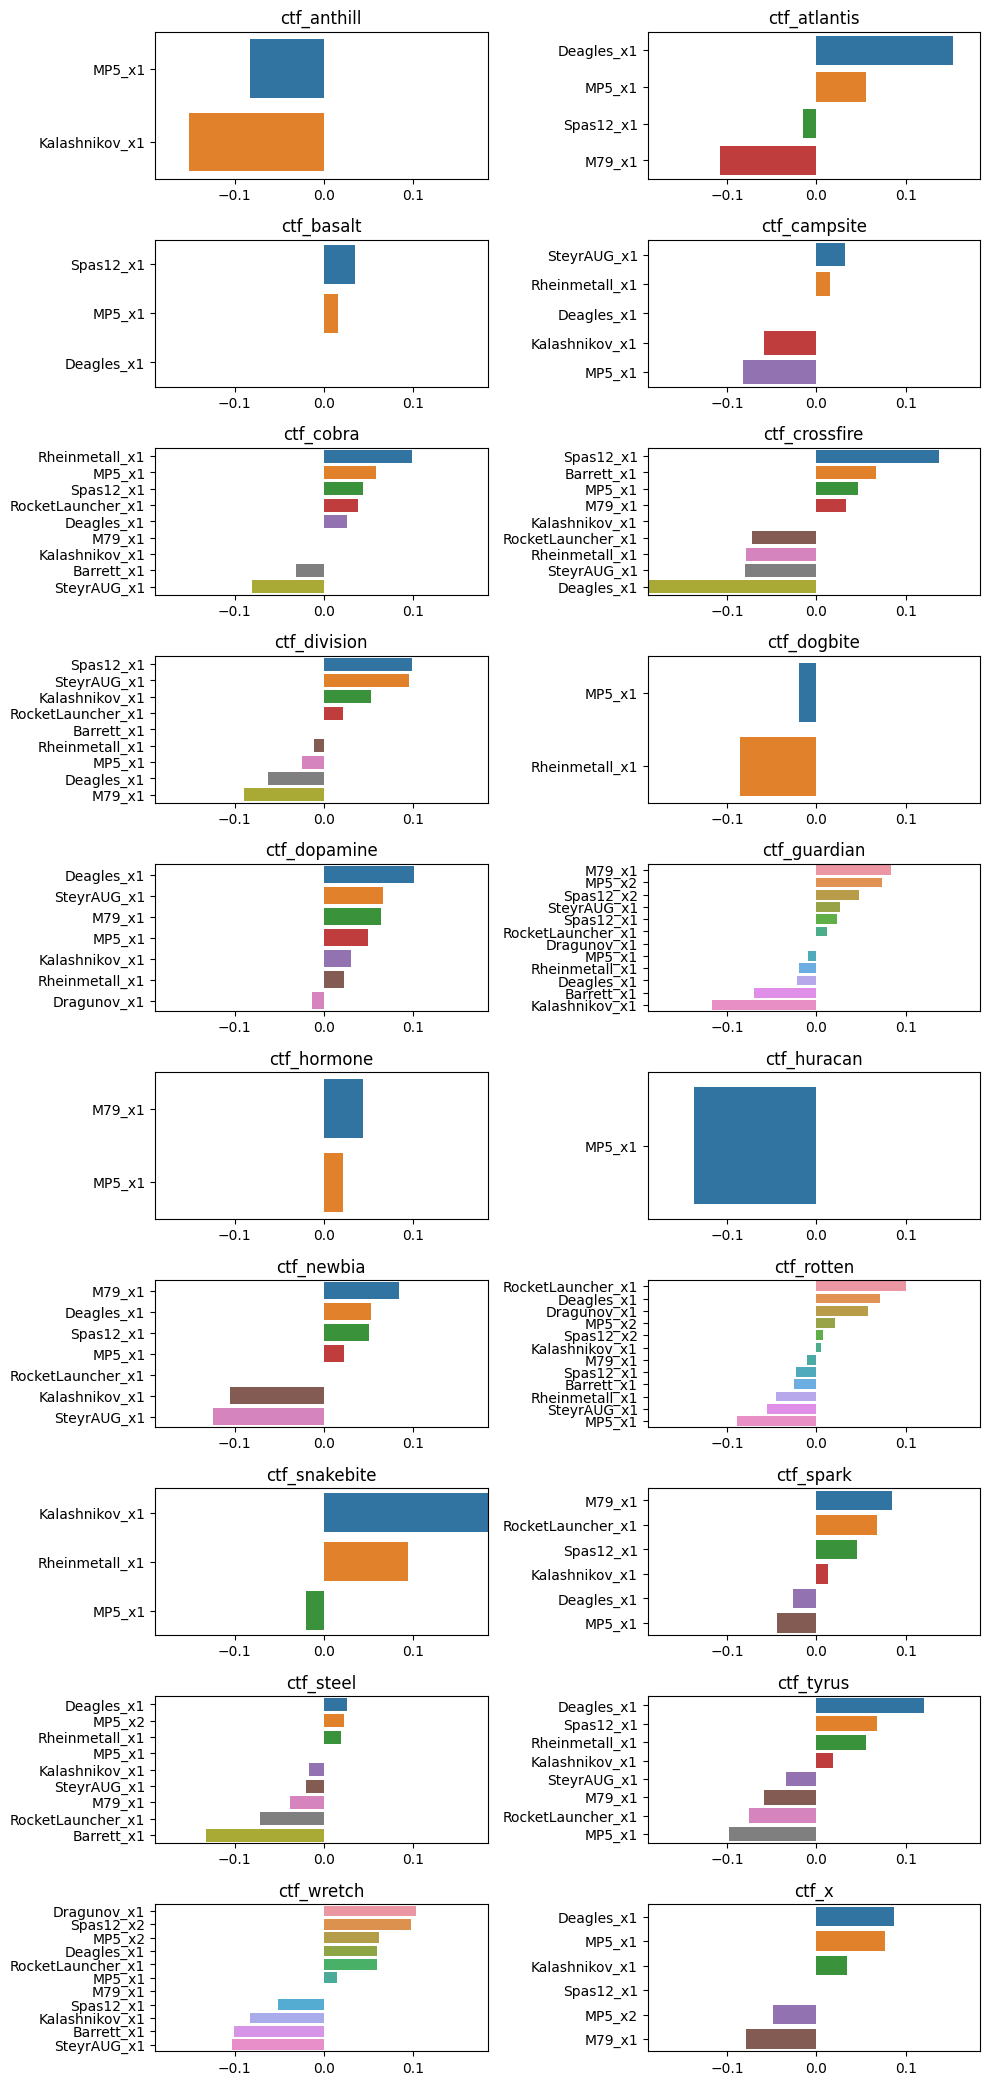 ctf_anthill
MP5_x1
Kalashnikov_x1
−0.1 0.0 0.1
ctf_atlantis
Deagles_x1
MP5_x1
Spas12_x1
M79_x1
−0.1 0.0 0.1
ctf_basalt
Spas12_x1
MP5_x1
Deagles_x1
−0.1 0.0 0.1
ctf_campsite
SteyrAUG_x1
Rheinmetall_x1
Deagles_x1
Kalashnikov_x1
MP5_x1
−0.1 0.0 0.1
ctf_cobra
Rheinmetall_x1
MP5_x1
Spas12_x1
RocketLauncher_x1
Deagles_x1
M79_x1
Kalashnikov_x1
Barrett_x1
SteyrAUG_x1
−0.1 0.0 0.1
ctf_crossfire
Spas12_x1
Barrett_x1
MP5_x1
M79_x1
Kalashnikov_x1
RocketLauncher_x1
Rheinmetall_x1
SteyrAUG_x1
Deagles_x1
−0.1 0.0 0.1
ctf_division
Spas12_x1
SteyrAUG_x1
Kalashnikov_x1
RocketLauncher_x1
Barrett_x1
Rheinmetall_x1
MP5_x1
Deagles_x1
M79_x1
−0.1 0.0 0.1
ctf_dogbite
MP5_x1
Rheinmetall_x1
−0.1 0.0 0.1
ctf_dopamine
Deagles_x1
SteyrAUG_x1
M79_x1
MP5_x1
Kalashnikov_x1
Rheinmetall_x1
Dragunov_x1
−0.1 0.0 0.1
ctf_guardian
M79_x1
MP5_x2
Spas12_x2
SteyrAUG_x1
Spas12_x1
RocketLauncher_x1
Dragunov_x1
MP5_x1
Rheinmetall_x1
Deagles_x1
Barrett_x1
Kalashnikov_x1
−0.1 0.0 0.1
ctf_hormone
M79_x1
MP5_x1
−0.1 0.0 0.1
ctf_huracan
MP5_x1
−0.1 0.0 0.1
ctf_newbia
M79_x1
Deagles_x1
Spas12_x1
MP5_x1
RocketLauncher_x1
Kalashnikov_x1
SteyrAUG_x1
−0.1 0.0 0.1
ctf_rotten
RocketLauncher_x1
Deagles_x1
Dragunov_x1
MP5_x2
Spas12_x2
Kalashnikov_x1
M79_x1
Spas12_x1
Barrett_x1
Rheinmetall_x1
SteyrAUG_x1
MP5_x1
−0.1 0.0 0.1
ctf_snakebite
Kalashnikov_x1
Rheinmetall_x1
MP5_x1
−0.1 0.0 0.1
ctf_spark
M79_x1
RocketLauncher_x1
Spas12_x1
Kalashnikov_x1
Deagles_x1
MP5_x1
−0.1 0.0 0.1
ctf_steel
Deagles_x1
MP5_x2
Rheinmetall_x1
MP5_x1
Kalashnikov_x1
SteyrAUG_x1
M79_x1
RocketLauncher_x1
Barrett_x1
−0.1 0.0 0.1
ctf_tyrus
Deagles_x1
Spas12_x1
Rheinmetall_x1
Kalashnikov_x1
SteyrAUG_x1
M79_x1
RocketLauncher_x1
MP5_x1
−0.1 0.0 0.1
ctf_wretch
Dragunov_x1
Spas12_x2
MP5_x2
Deagles_x1
RocketLauncher_x1
MP5_x1
M79_x1
Spas12_x1
Kalashnikov_x1
Barrett_x1
SteyrAUG_x1
−0.1 0.0 0.1
ctf_x
Deagles_x1
MP5_x1
Kalashnikov_x1
Spas12_x1
MP5_x2
M79_x1
−0.1 0.0 0.1